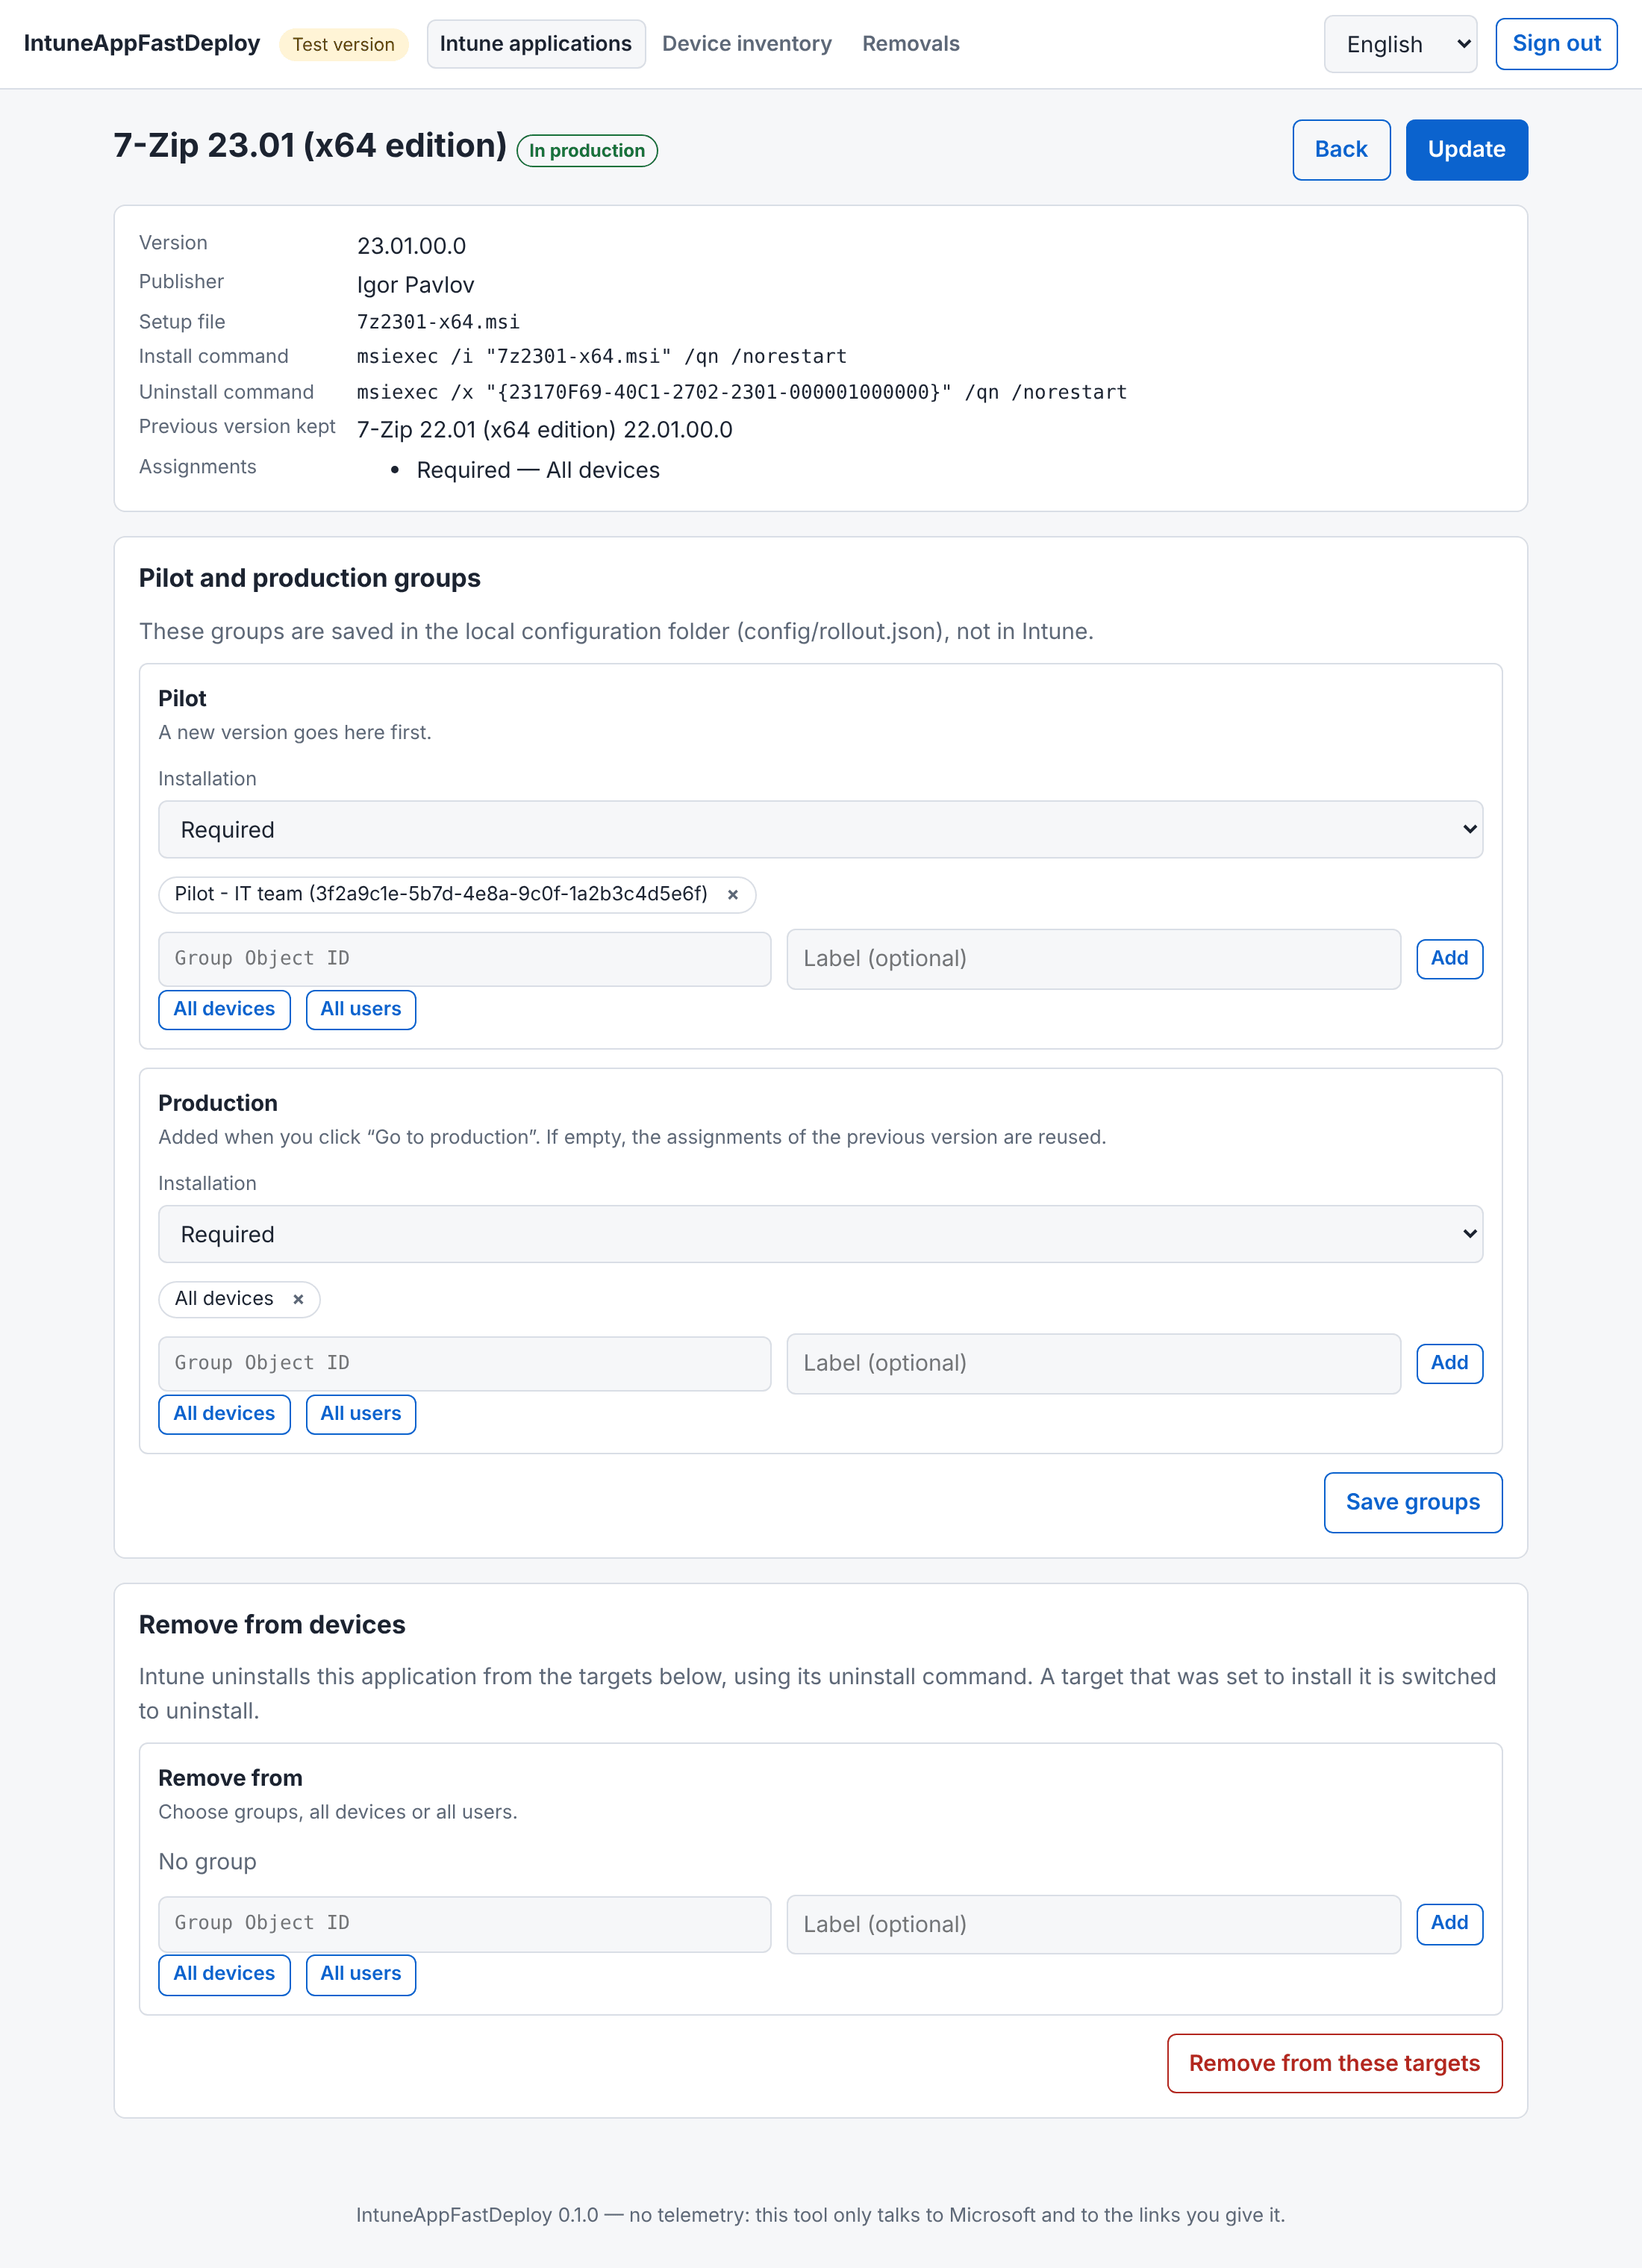 IntuneAppFastDeploy Test version Intune applications Device inventory Removals English Sign out
7-Zip 23.01 (x64 edition) In production Back Update
Version 23.01.00.0
Publisher Igor Pavlov
Setup file 7z2301-x64.msi
Install command msiexec /i "7z2301-x64.msi" /qn /norestart
Uninstall command msiexec /x "{23170F69-40C1-2702-2301-000001000000}" /qn /norestart
Previous version kept 7-Zip 22.01 (x64 edition) 22.01.00.0
Assignments • Required — All devices
Pilot and production groups
These groups are saved in the local configuration folder (config/rollout.json), not in Intune.
Pilot
A new version goes here first.
Installation
Required
Pilot - IT team (3f2a9c1e-5b7d-4e8a-9c0f-1a2b3c4d5e6f) ×
Group Object ID Label (optional) Add
All devices All users
Production
Added when you click “Go to production”. If empty, the assignments of the previous version are reused.
Installation
Required
All devices ×
Group Object ID Label (optional) Add
All devices All users
Save groups
Remove from devices
Intune uninstalls this application from the targets below, using its uninstall command. A target that was set to install it is switched
to uninstall.
Remove from
Choose groups, all devices or all users.
No group
Group Object ID Label (optional) Add
All devices All users
Remove from these targets
IntuneAppFastDeploy 0.1.0 — no telemetry: this tool only talks to Microsoft and to the links you give it.